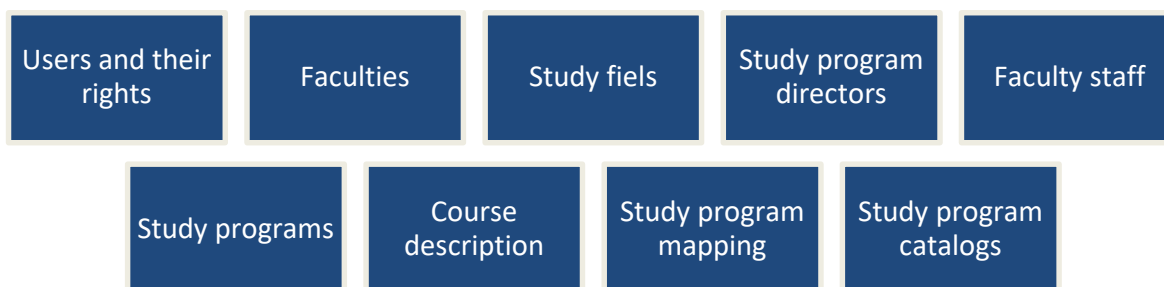 Users and their
rights
Faculties
Study fiels
Study program
directors
Faculty staff
Study programs
Course
description
Study program
mapping
Study program
catalogs